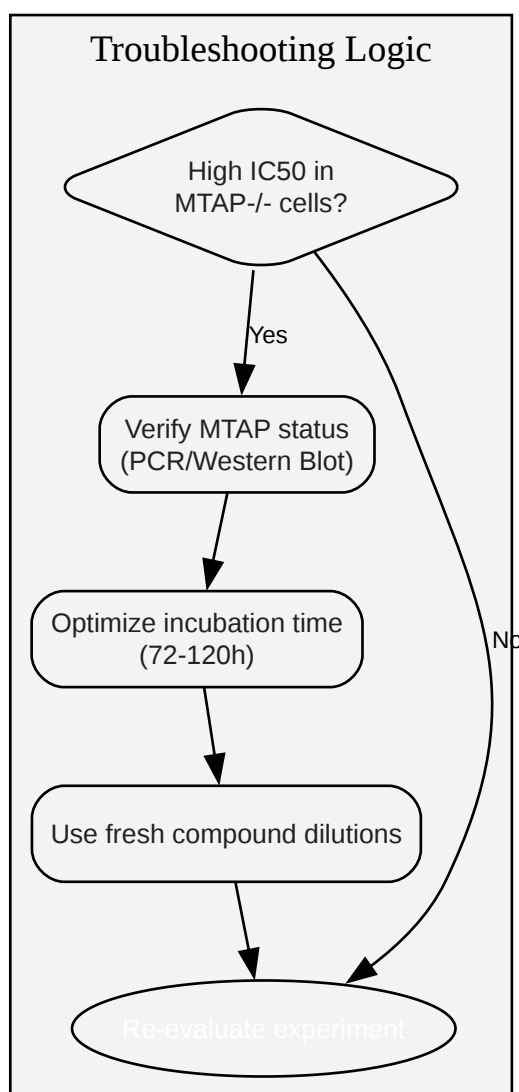 Troubleshooting Logic
High IC50 in
MTAP-/- cells?
Yes
Verify MTAP status
(PCR/Western Blot)
Optimize incubation time
(72-120h)
No
Use fresh compound dilutions
Re-evaluate experiment